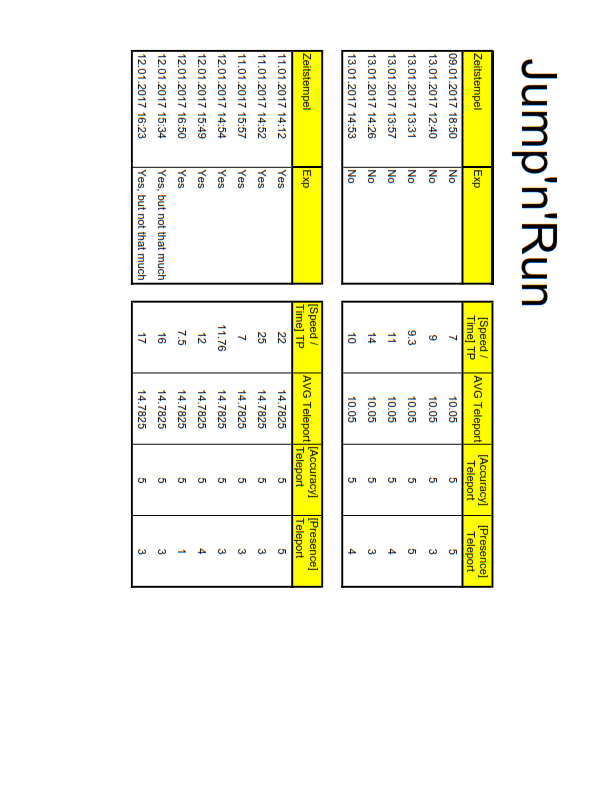 Jump'n'Run
Zeitstempel Exp [Speed / Time] TP AVG Teleport [Accuracy] Teleport [Presence] Teleport
09.01.2017 18:50 No 7 10.05 5 5
13.01.2017 12:40 No 9 10.05 5 3
13.01.2017 13:31 No 9.3 10.05 5 5
13.01.2017 13:57 No 11 10.05 5 4
13.01.2017 14:26 No 14 10.05 5 3
13.01.2017 14:53 No 10 10.05 5 4
Zeitstempel Exp [Speed / Time] TP AVG Teleport [Accuracy] Teleport [Presence] Teleport
11.01.2017 14:12 Yes 22 14.7825 5 5
11.01.2017 14:52 Yes 25 14.7825 5 3
11.01.2017 15:57 Yes 7 14.7825 5 3
12.01.2017 14:54 Yes 11.76 14.7825 5 3
12.01.2017 15:49 Yes 12 14.7825 5 4
12.01.2017 16:50 Yes 7.5 14.7825 5 1
12.01.2017 15:34 Yes, but not that much 16 14.7825 5 3
12.01.2017 16:23 Yes, but not that much 17 14.7825 5 3